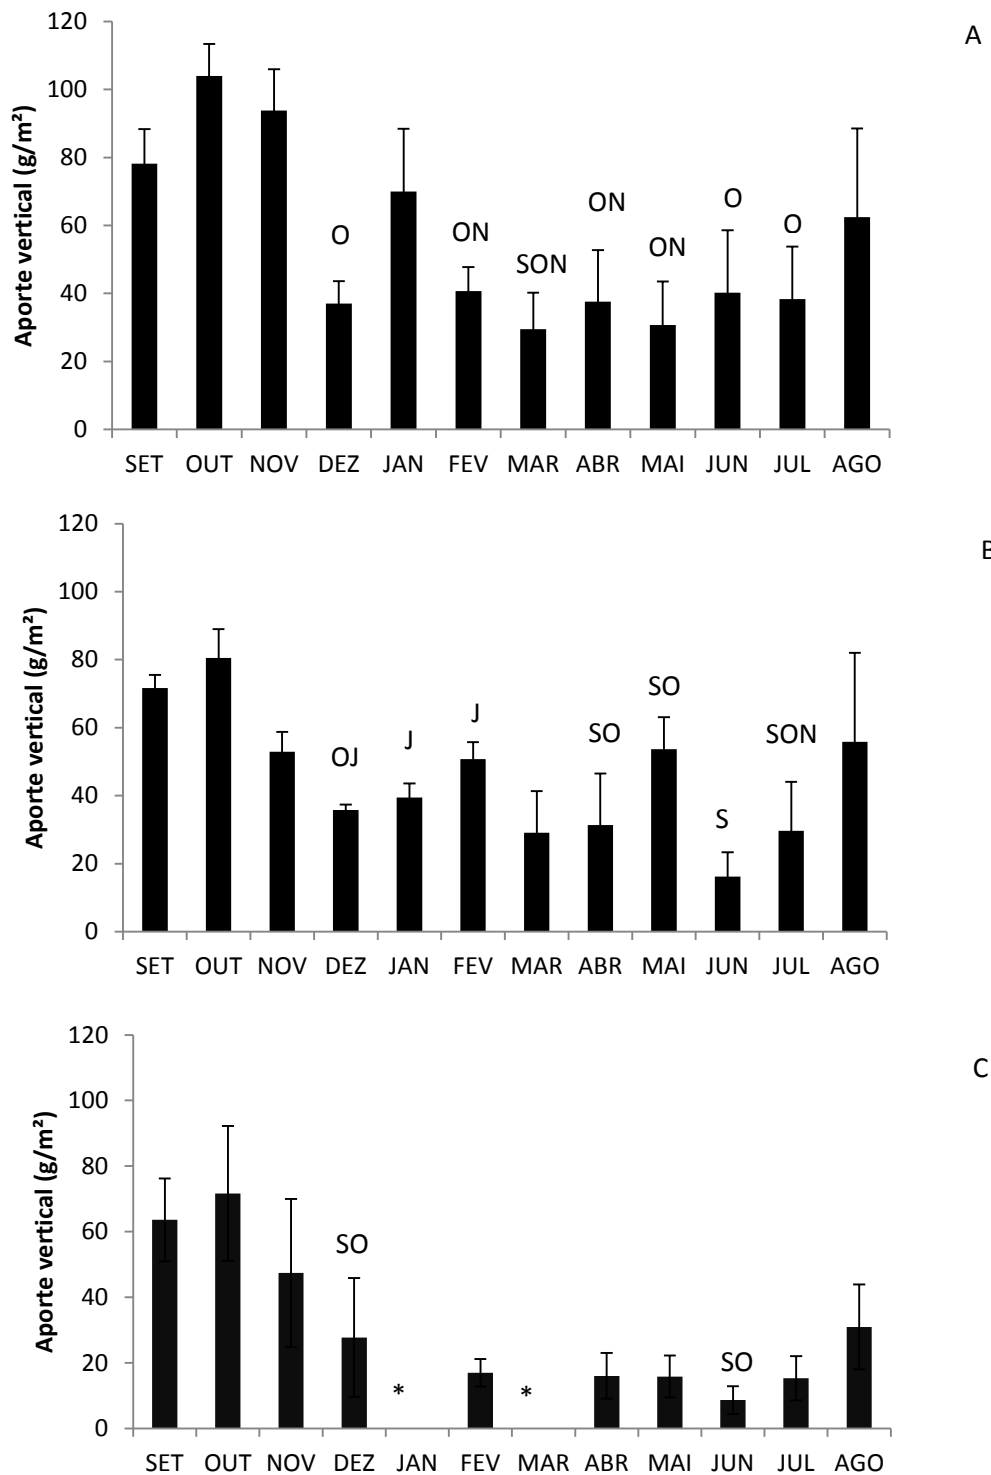 A
Aporte vertical (g/m²)
120
100
80
60
40
20
0
O
ON
SON
ON
ON
O
O
SET OUT NOV DEZ JAN FEV MAR ABR MAI JUN JUL AGO
B
Aporte vertical (g/m²)
120
100
80
60
40
20
0
OJ
J
J
SO
SO
S
SON
SET OUT NOV DEZ JAN FEV MAR ABR MAI JUN JUL AGO
C
Aporte vertical (g/m²)
120
100
80
60
40
20
0
SO
*
*
SO
SET OUT NOV DEZ JAN FEV MAR ABR MAI JUN JUL AGO